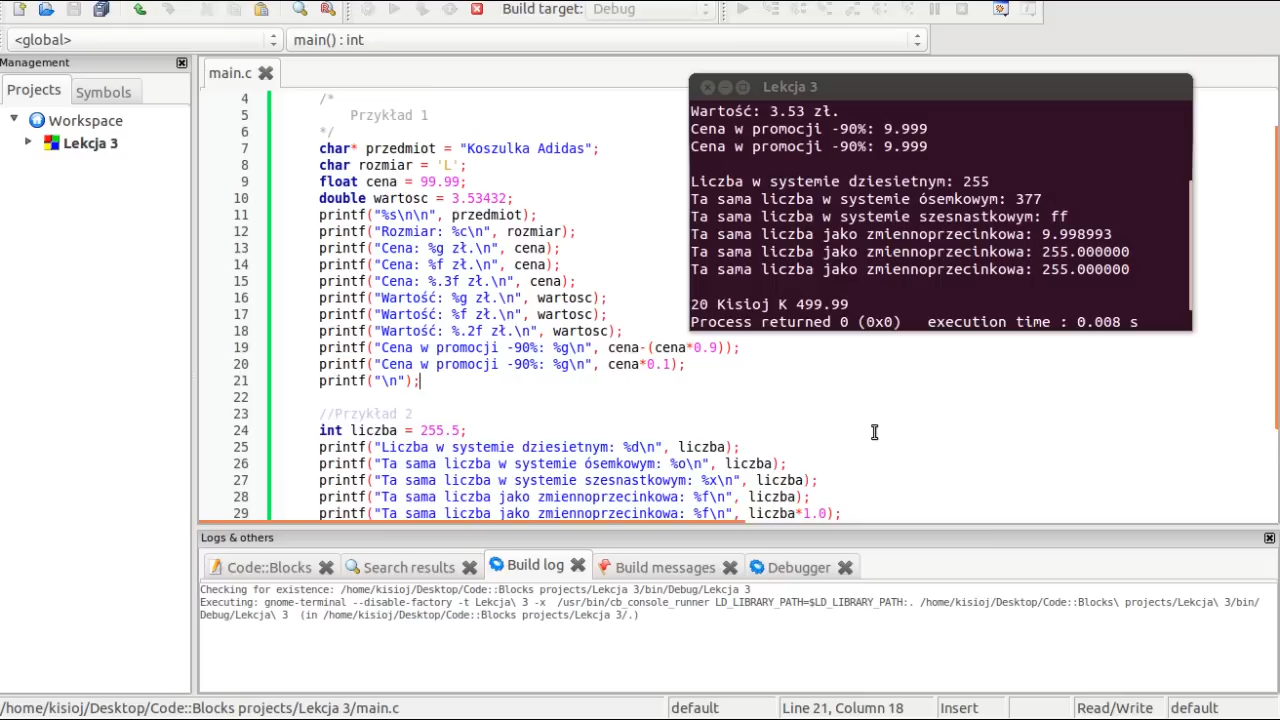 Build target: Debug
<global> main() : int
Management
Projects Symbols
Workspace
Lekcja 3
main.c
4 /*
5 Przykład 1
6 */
7 char* przedmiot = "Koszulka Adidas";
8 char rozmiar = 'L';
9 float cena = 99.99;
10 double wartosc = 3.53432;
11 printf("%s\n\n", przedmiot);
12 printf("Rozmiar: %c\n", rozmiar);
13 printf("Cena: %g zł.\n", cena);
14 printf("Cena: %f zł.\n", cena);
15 printf("Cena: %.3f zł.\n", cena);
16 printf("Wartość: %g zł.\n", wartosc);
17 printf("Wartość: %f zł.\n", wartosc);
18 printf("Wartość: %.2f zł.\n", wartosc);
19 printf("Cena w promocji -90%: %g\n", cena-(cena*0.9));
20 printf("Cena w promocji -90%: %g\n", cena*0.1);
21 printf("\n");
22
23 //Przykład 2
24 int liczba = 255.5;
25 printf("Liczba w systemie dziesietnym: %d\n", liczba);
26 printf("Ta sama liczba w systemie ósemkowym: %o\n", liczba);
27 printf("Ta sama liczba w systemie szesnastkowym: %x\n", liczba);
28 printf("Ta sama liczba jako zmiennoprzecinkowa: %f\n", liczba);
29 printf("Ta sama liczba jako zmiennoprzecinkowa: %f\n", liczba*1.0);
Lekcja 3
Wartość: 3.53 zł.
Cena w promocji -90%: 9.999
Cena w promocji -90%: 9.999
Liczba w systemie dziesietnym: 255
Ta sama liczba w systemie ósemkowym: 377
Ta sama liczba w systemie szesnastkowym: ff
Ta sama liczba jako zmiennoprzecinkowa: 9.998993
Ta sama liczba jako zmiennoprzecinkowa: 255.000000
Ta sama liczba jako zmiennoprzecinkowa: 255.000000
20 Kisioj K 499.99
Process returned 0 (0x0) execution time : 0.008 s
Logs & others
Code::Blocks Search results Build log Build messages Debugger
Checking for existence: /home/kisioj/Desktop/Code::Blocks projects/Lekcja 3/bin/Debug/Lekcja 3
Executing: gnome-terminal --disable-factory -t Lekcja\ 3 -x /usr/bin/cb_console_runner LD_LIBRARY_PATH=$LD_LIBRARY_PATH:. /home/kisioj/Desktop/Code::Blocks\ projects/Lekcja\ 3/bin/
Debug/Lekcja\ 3 (in /home/kisioj/Desktop/Code::Blocks projects/Lekcja 3/.)
/home/kisioj/Desktop/Code::Blocks projects/Lekcja 3/main.c default Line 21, Column 18 Insert Read/Write default